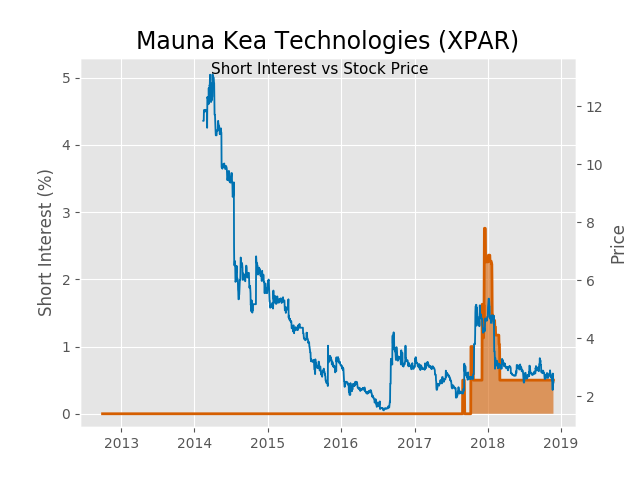 Mauna Kea Technologies (XPAR)
Short Interest vs Stock Price
Short Interest (%)
Price
5
4
3
2
1
0
12
10
8
6
4
2
2013 2014 2015 2016 2017 2018 2019